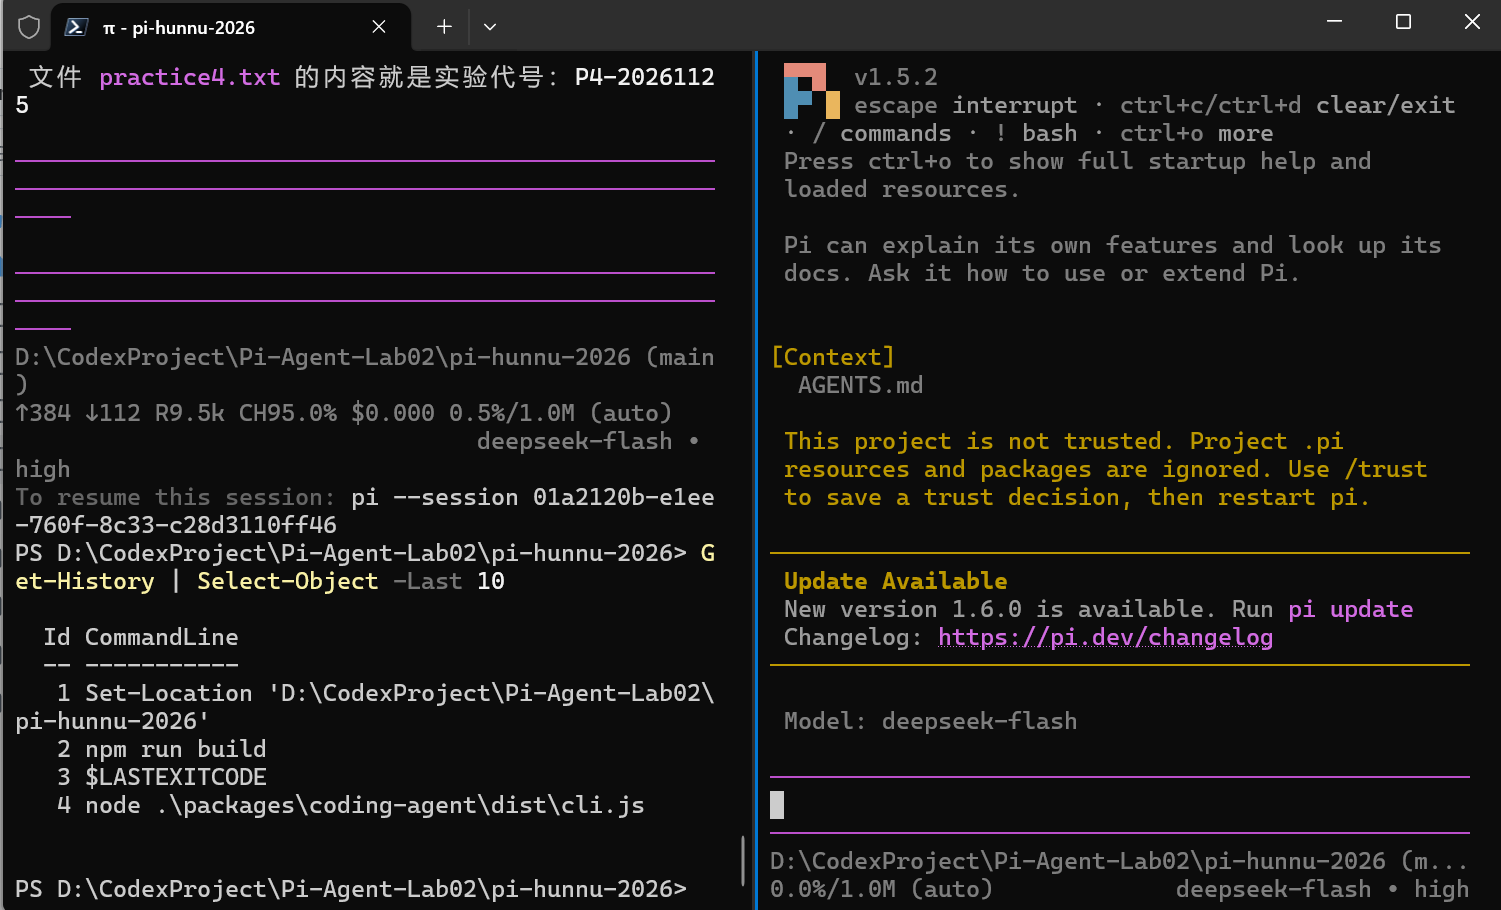 π - pi-hunnu-2026
文件 practice4.txt 的内容就是实验代号: P4-2026112
5
D:\CodexProject\Pi-Agent-Lab02\pi-hunnu-2026 (main
)
↑384 ↓112 R9.5k CH95.0% $0.000 0.5%/1.0M (auto)
deepseek-flash •
high
To resume this session: pi --session 01a2120b-e1ee
-760f-8c33-c28d3110ff46
PS D:\CodexProject\Pi-Agent-Lab02\pi-hunnu-2026> G
et-History | Select-Object -Last 10
Id CommandLine
-- -----------
1 Set-Location 'D:\CodexProject\Pi-Agent-Lab02\
pi-hunnu-2026'
2 npm run build
3 $LASTEXITCODE
4 node .\packages\coding-agent\dist\cli.js
PS D:\CodexProject\Pi-Agent-Lab02\pi-hunnu-2026>
v1.5.2
escape interrupt · ctrl+c/ctrl+d clear/exit
· / commands · ! bash · ctrl+o more
Press ctrl+o to show full startup help and
loaded resources.
Pi can explain its own features and look up its
docs. Ask it how to use or extend Pi.
[Context]
AGENTS.md
This project is not trusted. Project .pi
resources and packages are ignored. Use /trust
to save a trust decision, then restart pi.
Update Available
New version 1.6.0 is available. Run pi update
Changelog: https://pi.dev/changelog
Model: deepseek-flash
D:\CodexProject\Pi-Agent-Lab02\pi-hunnu-2026 (m...
0.0%/1.0M (auto) deepseek-flash • high